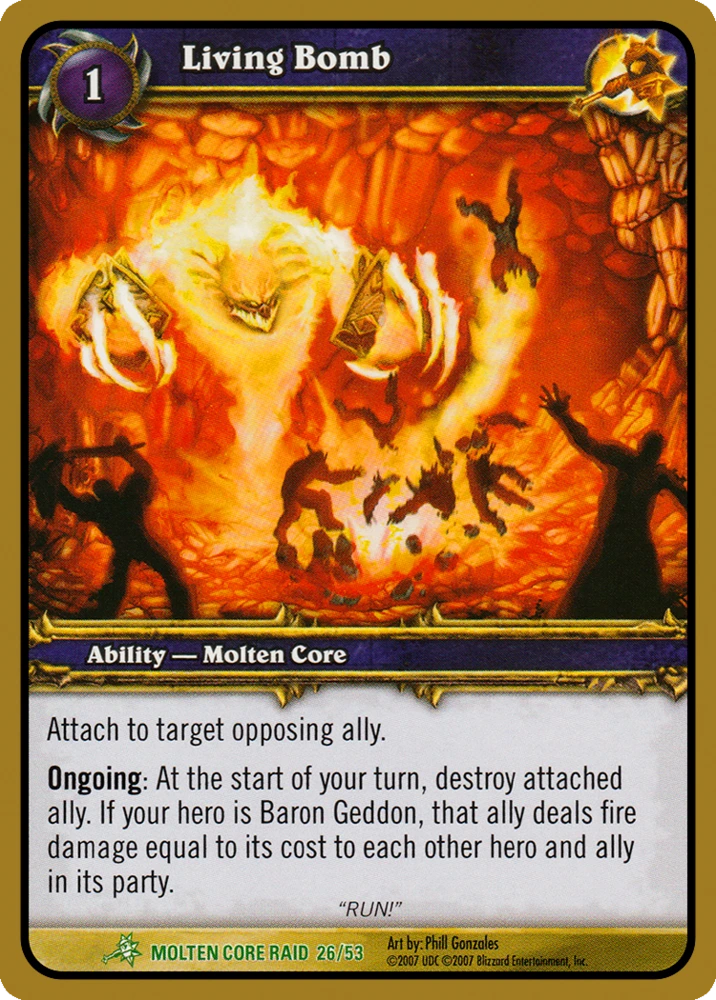 1
Living Bomb
Ability — Molten Core
Attach to target opposing ally.
Ongoing: At the start of your turn, destroy attached
ally. If your hero is Baron Geddon, that ally deals fire
damage equal to its cost to each other hero and ally
in its party.
“RUN!”
MOLTEN CORE RAID 26/53
Art by: Phill Gonzales
©2007 UDC ©2007 Blizzard Entertainment, Inc.